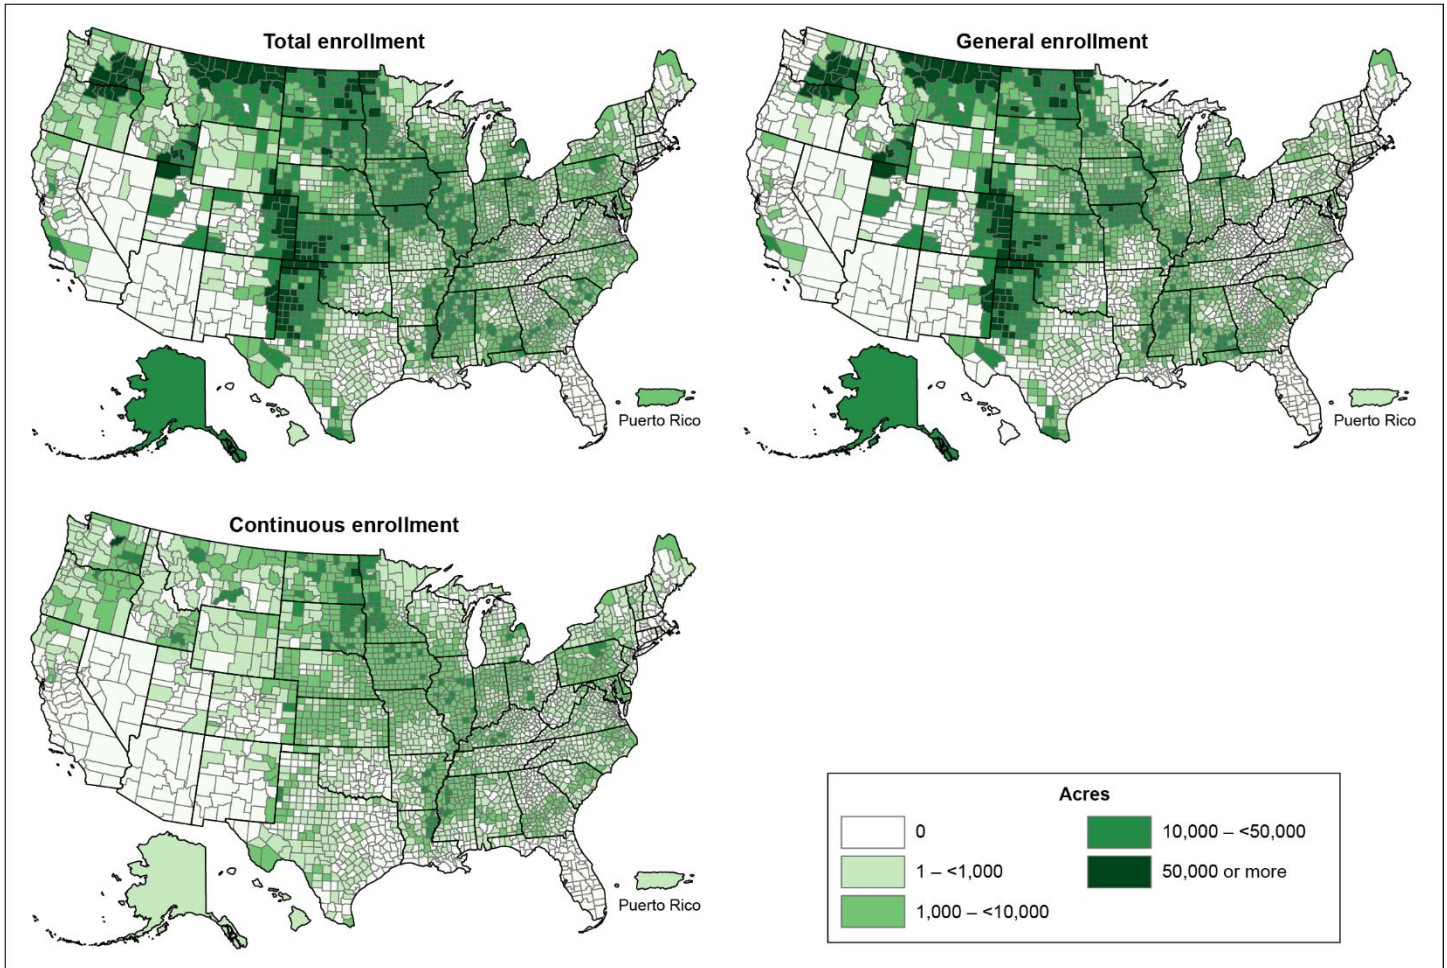 Total enrollment
General enrollment
Puerto Rico
Puerto Rico
Continuous enrollment
Puerto Rico
Acres
0
1 – <1,000
1,000 – <10,000
10,000 – <50,000
50,000 or more